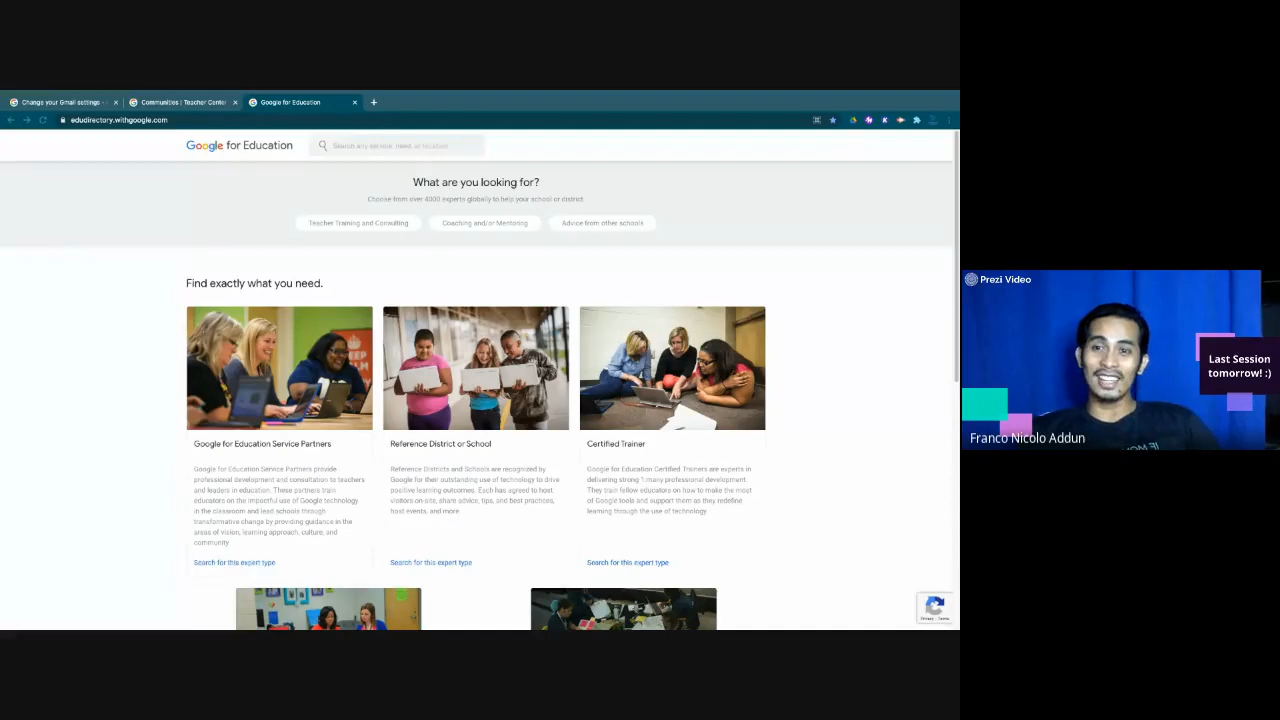 Change your Gmail settings -
Communities | Teacher Center
Google for Education
edudirectory.withgoogle.com
Google for Education
Search any service, need, or location
What are you looking for?
Choose from over 4000 experts globally to help your school or district
Teacher Training and Consulting
Coaching and/or Mentoring
Advice from other schools
Find exactly what you need.
Google for Education Service Partners
Google for Education Service Partners provide
professional development and consultation to teachers
and leaders in education. These partners train
educators on the impactful use of Google technology
in the classroom and lead schools through
transformative change by providing guidance in the
areas of vision, learning approach, culture, and
community
Search for this expert type
Reference District or School
Reference Districts and Schools are recognized by
Google for their outstanding use of technology to drive
positive learning outcomes. Each has agreed to host
visitors on-site, share advice, tips, and best practices,
host events, and more.
Search for this expert type
Certified Trainer
Google for Education Certified Trainers are experts in
delivering strong 1:many professional development.
They train fellow educators on how to make the most
of Google tools and support them as they redefine
learning through the use of technology
Search for this expert type
Privacy - Terms
Prezi Video
Last Session
tomorrow! :)
Franco Nicolo Addun